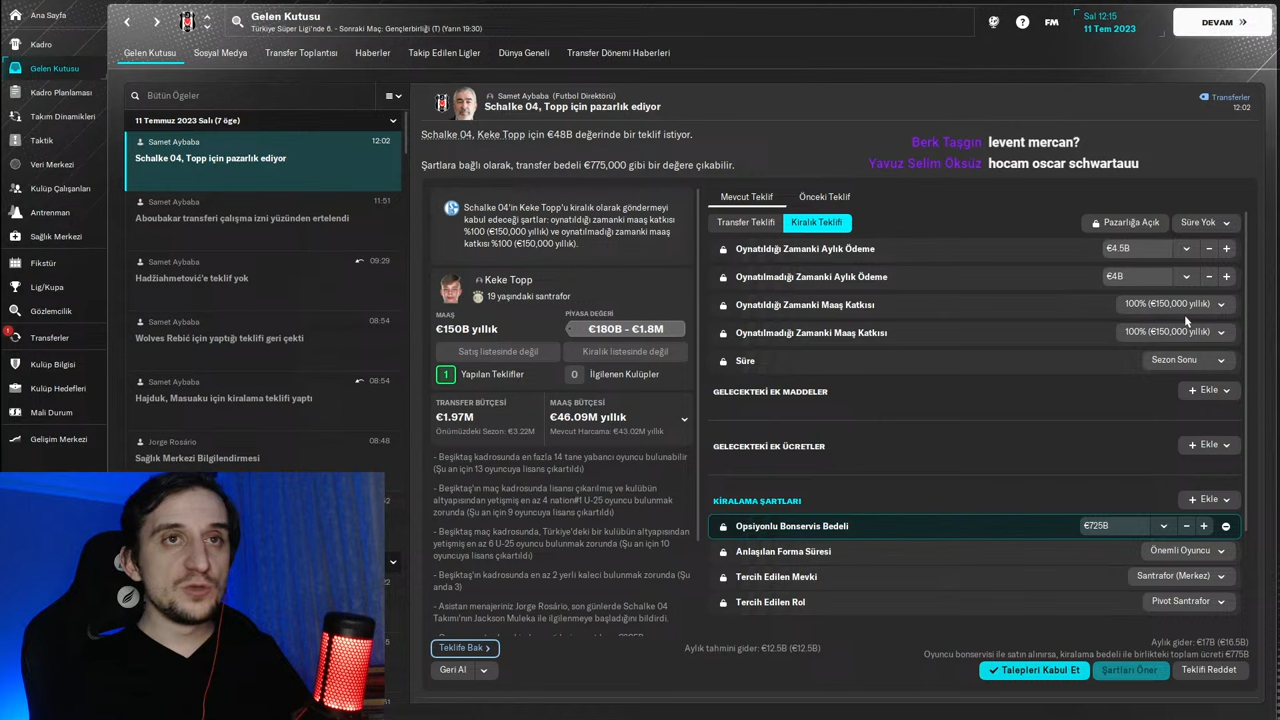 Ana Sayfa
Kadro
Gelen Kutusu
Kadro Planlaması
Takım Dinamikleri
Taktik
Veri Merkezi
Kulüp Çalışanları
Antrenman
Sağlık Merkezi
Fikstür
Lig/Kupa
Gözlemcilik
1
Transferler
Kulüp Bilgisi
Kulüp Hedefleri
Mali Durum
Gelişim Merkezi
Gelen Kutusu
Türkiye Süper Ligi'nde 6. - Sonraki Maç: Gençlerbirliği (T) (Yarın 19:30)
FM
Sal 12:15
11 Tem 2023
DEVAM
Gelen Kutusu
Sosyal Medya
Transfer Toplantısı
Haberler
Takip Edilen Ligler
Dünya Geneli
Transfer Dönemi Haberleri
Bütün Ögeler
11 Temmuz 2023 Salı (7 öge)
Samet Aybaba 12:02
Schalke 04, Topp için pazarlık ediyor
Samet Aybaba 11:51
Aboubakar transferi çalışma izni yüzünden ertelendi
Samet Aybaba 09:29
Hadžiahmetović'e teklif yok
Samet Aybaba 08:54
Wolves Rebić için yaptığı teklifi geri çekti
Samet Aybaba 08:54
Hajduk, Masuaku için kiralama teklifi yaptı
Jorge Rosário 08:48
Sağlık Merkezi Bilgilendirmesi
Samet Aybaba (Futbol Direktörü)
Schalke 04, Topp için pazarlık ediyor
Transferler
12:02
Schalke 04, Keke Topp için €48B değerinde bir teklif istiyor.
Şartlara bağlı olarak, transfer bedeli €775,000 gibi bir değere çıkabilir.
Berk Taşgın levent mercan?
Yavuz Selim Öksüz hocam oscar schwartauu
Schalke 04'in Keke Topp'u kiralık olarak göndermeyi
kabul edeceği şartlar: oynatıldığı zamanki maaş katkısı
%100 (€150,000 yıllık) ve oynatılmadığı zamanki maaş
katkısı %100 (€150,000 yıllık).
Keke Topp
19 yaşındaki santrafor
MAAŞ
€150B yıllık
PİYASA DEĞERİ
€180B - €1.8M
Satış listesinde değil
Kiralık listesinde değil
1 Yapılan Teklifler
0 İlgilenen Kulüpler
TRANSFER BÜTÇESİ
€1.97M
Önümüzdeki Sezon: €3.22M
MAAŞ BÜTÇESİ
€46.09M yıllık
Mevcut Harcama: €43.02M yıllık
- Beşiktaş kadrosunda en fazla 14 tane yabancı oyuncu bulunabilir
(Şu an için 13 oyuncuya lisans çıkartıldı)
- Beşiktaş'ın maç kadrosunda lisansı çıkarılmış ve kulübün
altyapısından yetişmiş en az 4 nation#1 U-25 oyuncu bulunmak
zorunda (Şu an için 9 oyuncuya lisans çıkartıldı)
- Beşiktaş maç kadrosunda, Türkiye'deki bir kulübün altyapısından
yetişmiş en az 6 U-25 oyuncu bulunmak zorunda (Şu an için 10
oyuncuya lisans çıkartıldı)
- Beşiktaş'ın kadrosunda en az 2 yerli kaleci bulunmak zorunda (Şu
anda 3)
- Asistan menajeriniz Jorge Rosário, son günlerde Schalke 04
Takımı'nın Jackson Muleka ile ilgilenmeye başladığını bildirdi.
Teklife Bak
Geri Al
Mevcut Teklif
Önceki Teklif
Transfer Teklifi
Kiralık Teklifi
Pazarlığa Açık
Süre Yok
Oynatıldığı Zamanki Aylık Ödeme €4.5B
Oynatılmadığı Zamanki Aylık Ödeme €4B
Oynatıldığı Zamanki Maaş Katkısı 100% (€150,000 yıllık)
Oynatılmadığı Zamanki Maaş Katkısı 100% (€150,000 yıllık)
Süre Sezon Sonu
GELECEKTEKİ EK MADDELER Ekle
GELECEKTEKİ EK ÜCRETLER Ekle
KİRALAMA ŞARTLARI Ekle
Opsiyonlu Bonservis Bedeli €725B
Anlaşılan Forma Süresi Önemli Oyuncu
Tercih Edilen Mevki Santrafor (Merkez)
Tercih Edilen Rol Pivot Santrafor
Aylık tahmini gider: €12.5B (€12.5B)
Aylık gider: €17B (€16.5B)
Oyuncu bonservisi ile satın alınırsa, kiralama bedeli ile birlikte toplam ücreti €775B
Talepleri Kabul Et
Şartları Öner
Teklifi Reddet